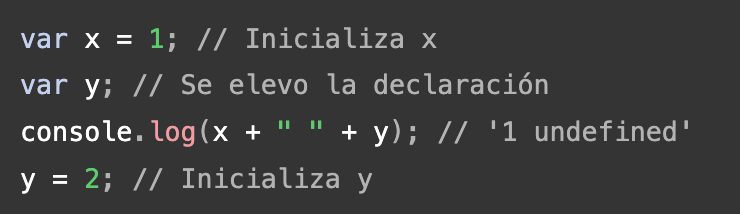 var x = 1; // Inicializa x
var y; // Se elevo la declaración
console.log(x + " " + y); // '1 undefined'
y = 2; // Inicializa y